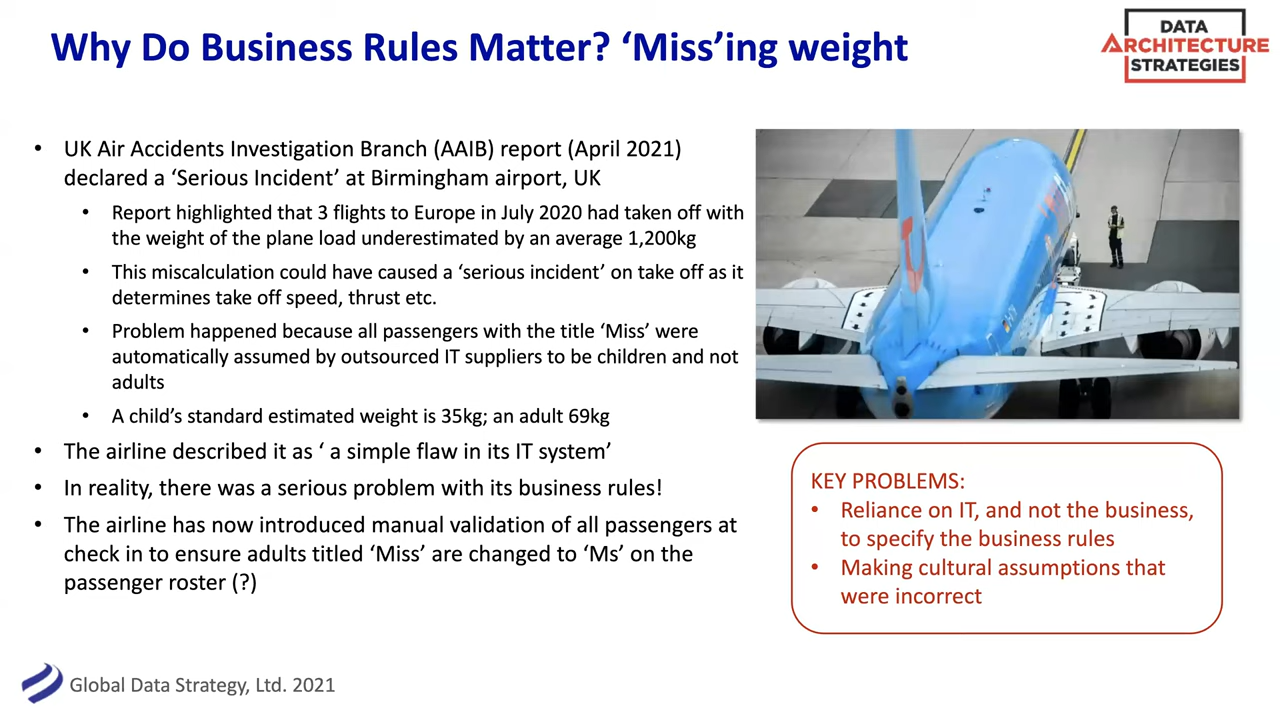 Why Do Business Rules Matter? ‘Miss’ing weight
DATA
ARCHITECTURE
STRATEGIES
• UK Air Accidents Investigation Branch (AAIB) report (April 2021)
declared a ‘Serious Incident’ at Birmingham airport, UK
• Report highlighted that 3 flights to Europe in July 2020 had taken off with
the weight of the plane load underestimated by an average 1,200kg
• This miscalculation could have caused a ‘serious incident’ on take off as it
determines take off speed, thrust etc.
• Problem happened because all passengers with the title ‘Miss’ were
automatically assumed by outsourced IT suppliers to be children and not
adults
• A child’s standard estimated weight is 35kg; an adult 69kg
• The airline described it as ‘ a simple flaw in its IT system’
• In reality, there was a serious problem with its business rules!
• The airline has now introduced manual validation of all passengers at
check in to ensure adults titled ‘Miss’ are changed to ‘Ms’ on the
passenger roster (?)
KEY PROBLEMS:
• Reliance on IT, and not the business,
to specify the business rules
• Making cultural assumptions that
were incorrect
Global Data Strategy, Ltd. 2021